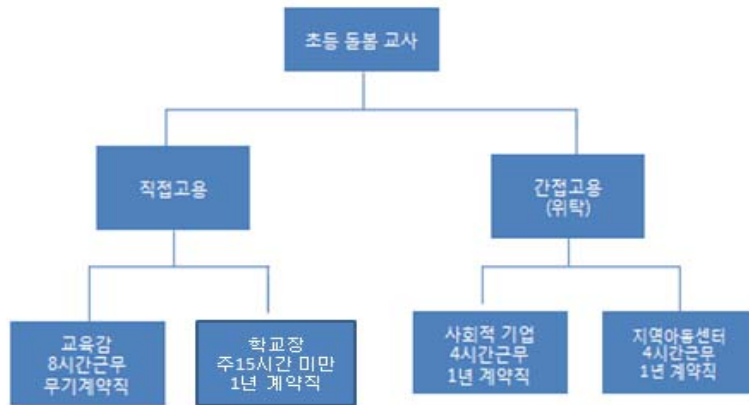 초등 돌봄 교사
직접고용
간접고용
(위탁)
교육감
8시간근무
무기계약직
학교장
주15시간 미만
1년 계약직
사회적 기업
4시간근무
1년 계약직
지역아동센터
4시간근무
1년 계약직